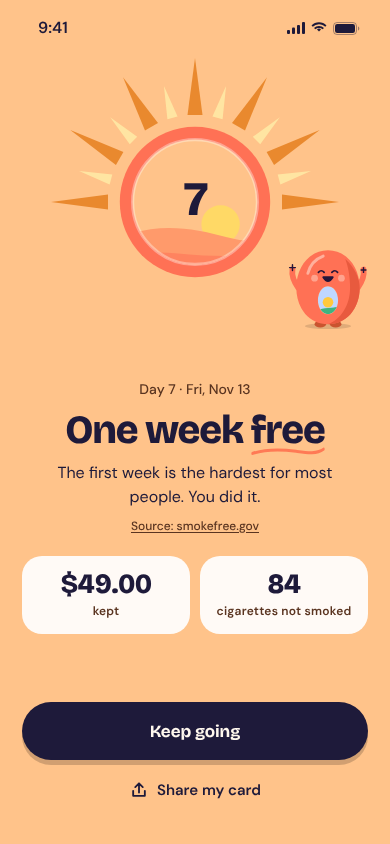 9:41
7
Day 7 · Fri, Nov 13
One week free
The first week is the hardest for most
people. You did it.
Source: smokefree.gov
$49.00
kept
84
cigarettes not smoked
Keep going
Share my card